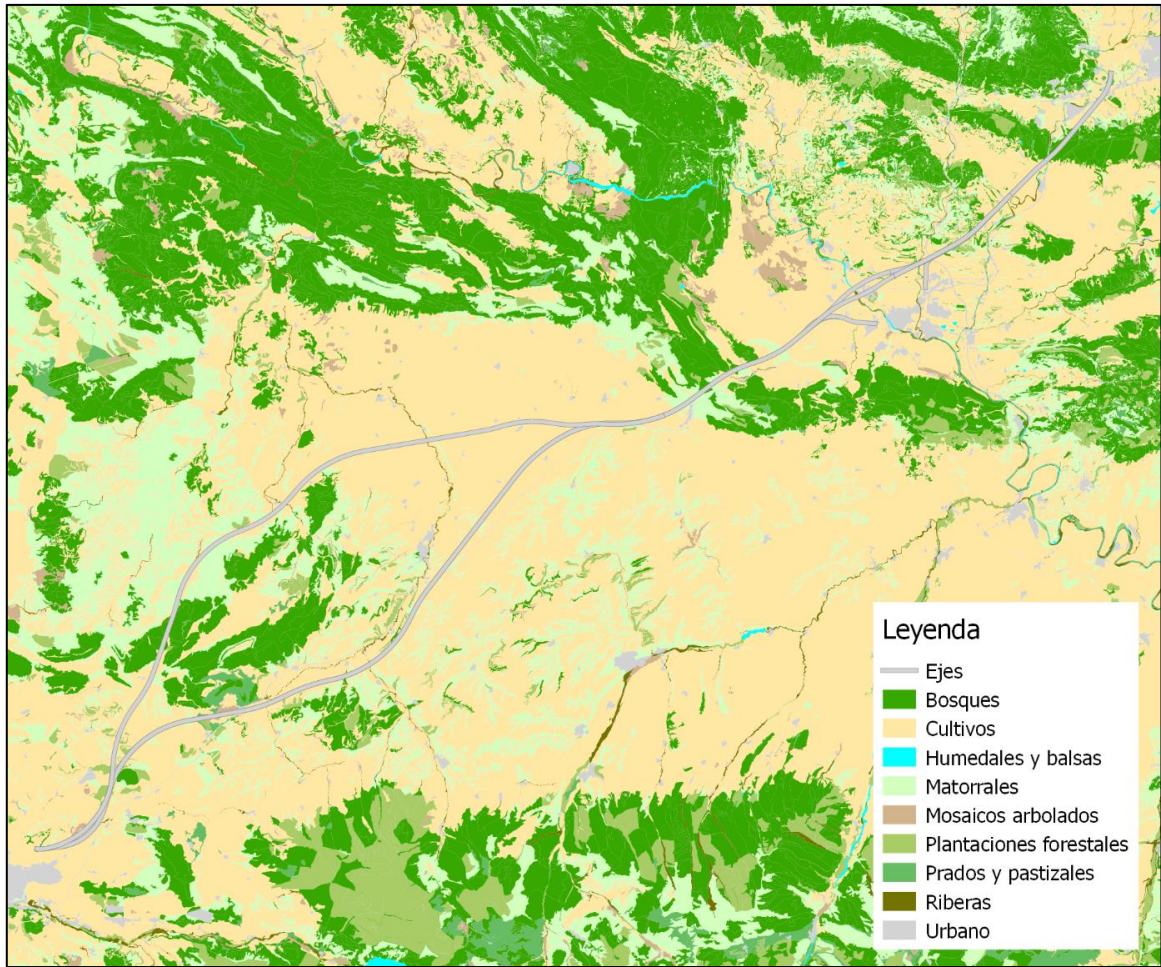 Leyenda
Ejes
Bosques
Cultivos
Humedales y balsas
Matorrales
Mosaicos arbolados
Plantaciones forestales
Prados y pastizales
Riberas
Urbano